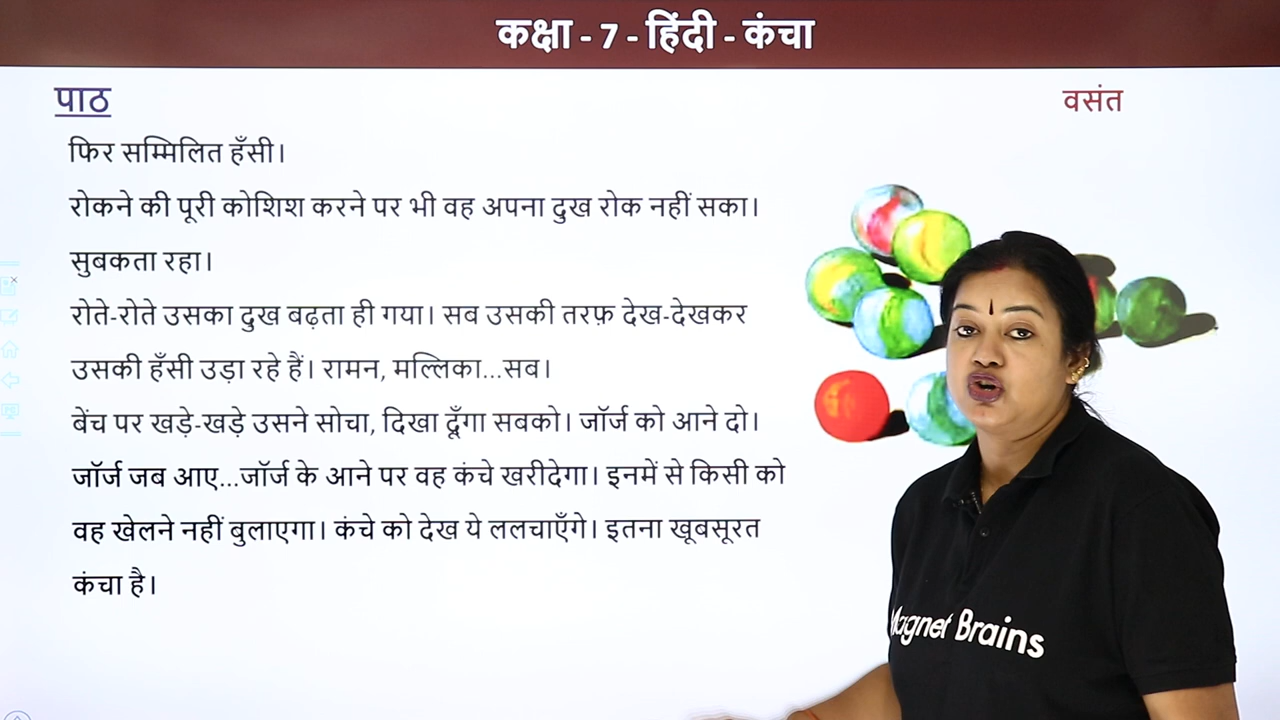 कक्षा - 7 - हिंदी - कंचा
पाठ
वसंत
फिर सम्मिलित हँसी।
रोकने की पूरी कोशिश करने पर भी वह अपना दुख रोक नहीं सका।
सुबकता रहा।
रोते-रोते उसका दुख बढ़ता ही गया। सब उसकी तरफ़ देख-देखकर
उसकी हँसी उड़ा रहे हैं। रामन, मल्लिका...सब।
बेंच पर खड़े-खड़े उसने सोचा, दिखा दूँगा सबको। जॉर्ज को आने दो।
जॉर्ज जब आए...जॉर्ज के आने पर वह कंचे खरीदेगा। इनमें से किसी को
वह खेलने नहीं बुलाएगा। कंचे को देख ये ललचाएँगे। इतना खूबसूरत
कंचा है।
Magnet Brains